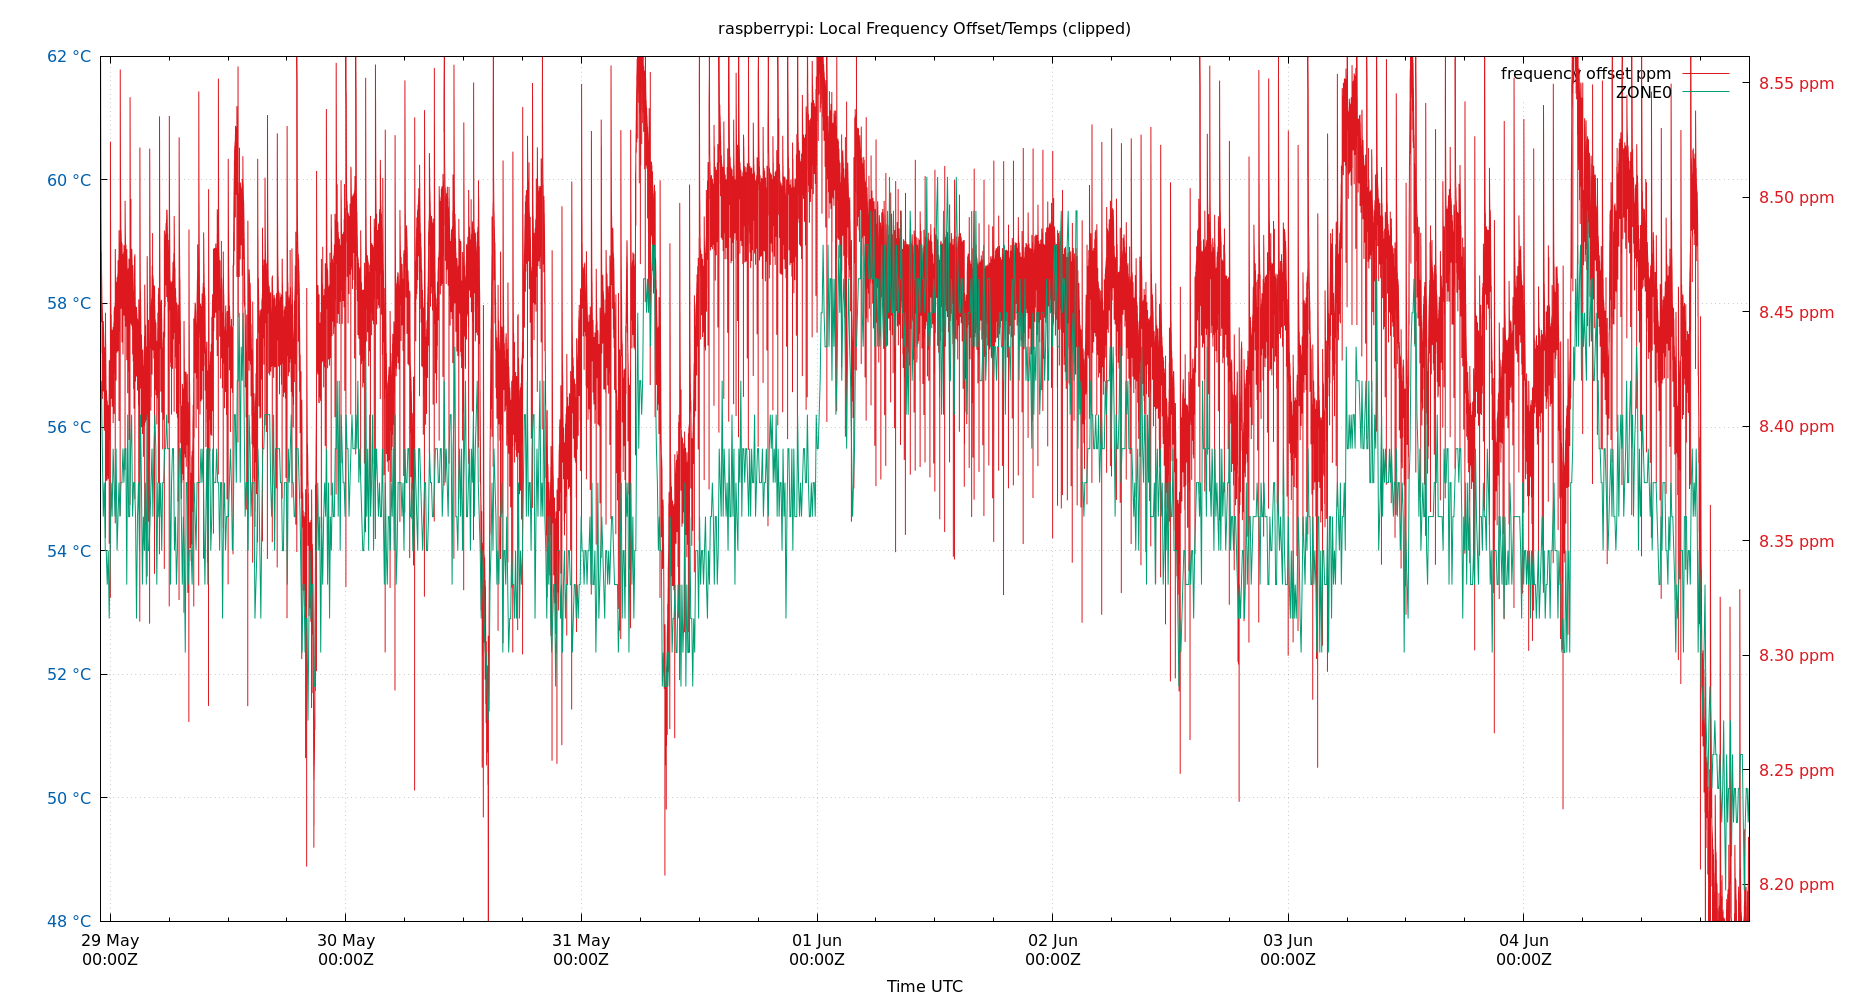 raspberrypi: Local Frequency Offset/Temps (clipped)
frequency offset ppm
ZONE0
62 °C
60 °C
58 °C
56 °C
54 °C
52 °C
50 °C
48 °C
8.55 ppm
8.50 ppm
8.45 ppm
8.40 ppm
8.35 ppm
8.30 ppm
8.25 ppm
8.20 ppm
29 May
00:00Z
30 May
00:00Z
31 May
00:00Z
01 Jun
00:00Z
02 Jun
00:00Z
03 Jun
00:00Z
04 Jun
00:00Z
Time UTC